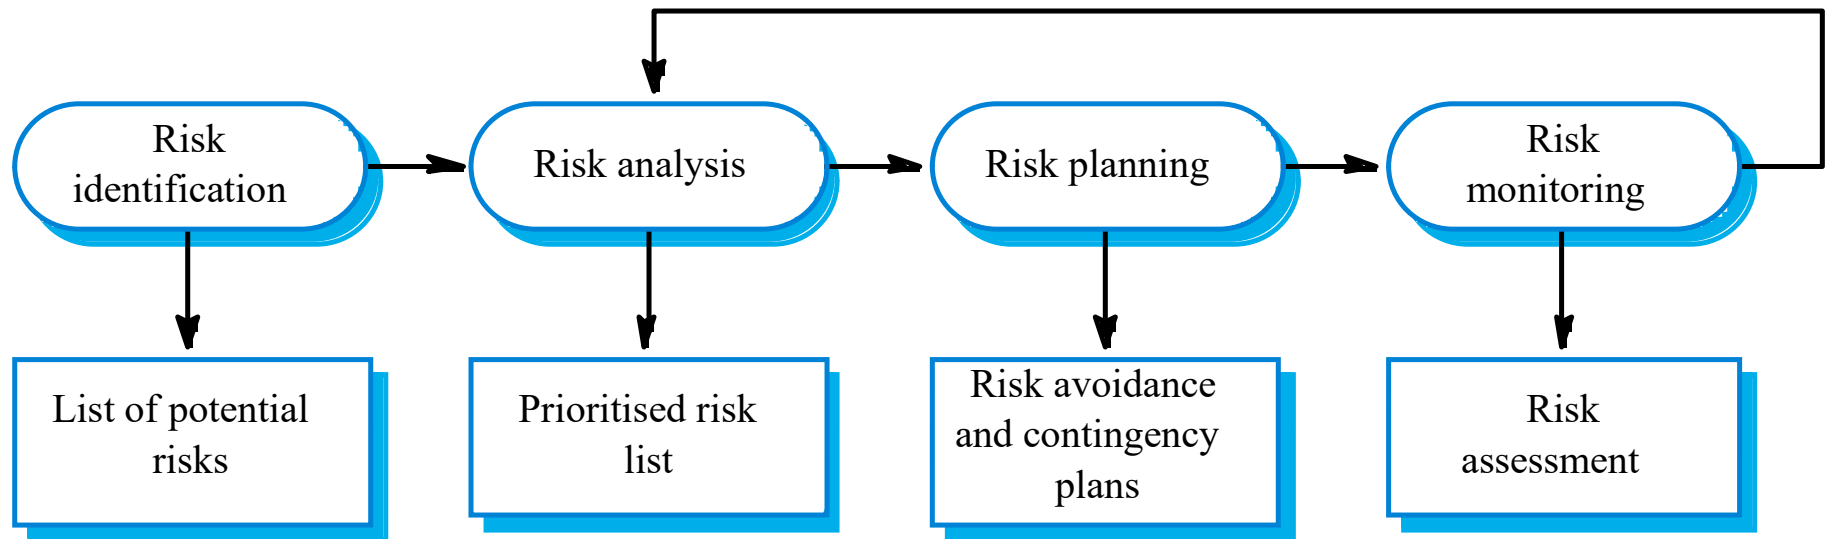 Risk
identification
Risk analysis
Risk planning
Risk
monitoring
List of potential
risks
Prioritised risk
list
Risk avoidance
and contingency
plans
Risk
assessment